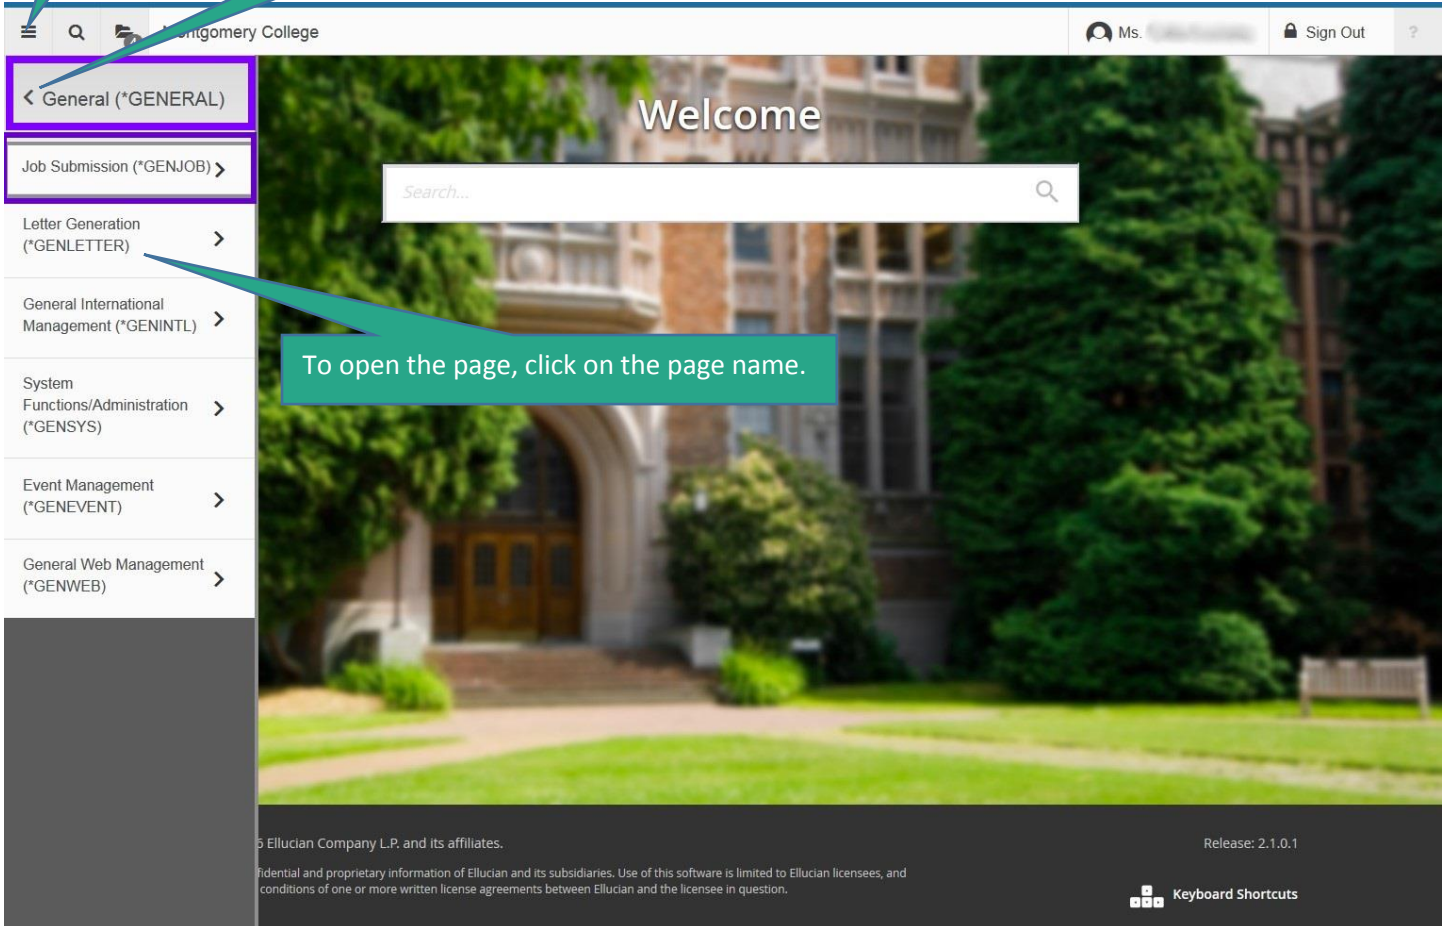 Montgomery College
Ms.
Sign Out
?
General (*GENERAL)
Welcome
Job Submission (*GENJOB)
Search...
Letter Generation
(*GENLETTER)
General International
Management (*GENINTL)
To open the page, click on the page name.
System
Functions/Administration
(*GENSYS)
Event Management
(*GENEVENT)
General Web Management
(*GENWEB)
Ellucian Company L.P. and its affiliates.
Release: 2.1.0.1
and proprietary information of Ellucian and its subsidiaries. Use of this software is limited to Ellucian licensees, and
conditions of one or more written license agreements between Ellucian and the licensee in question.
Keyboard Shortcuts